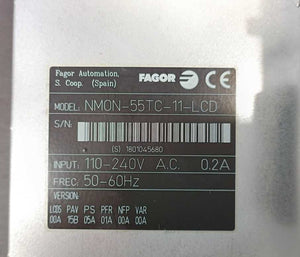 Fagor Automation, FAGOR CE
S. Coop. (Spain)
MODEL: NMON-55TC-11-LCD
S/N:
(S) 1801045680
INPUT: 110-240V A.C. 0.2A
FREC: 50-60Hz
VERSION:
LCDS PAV PS PFR NFP VAR
00A 15B 05A 01A 00A 00A